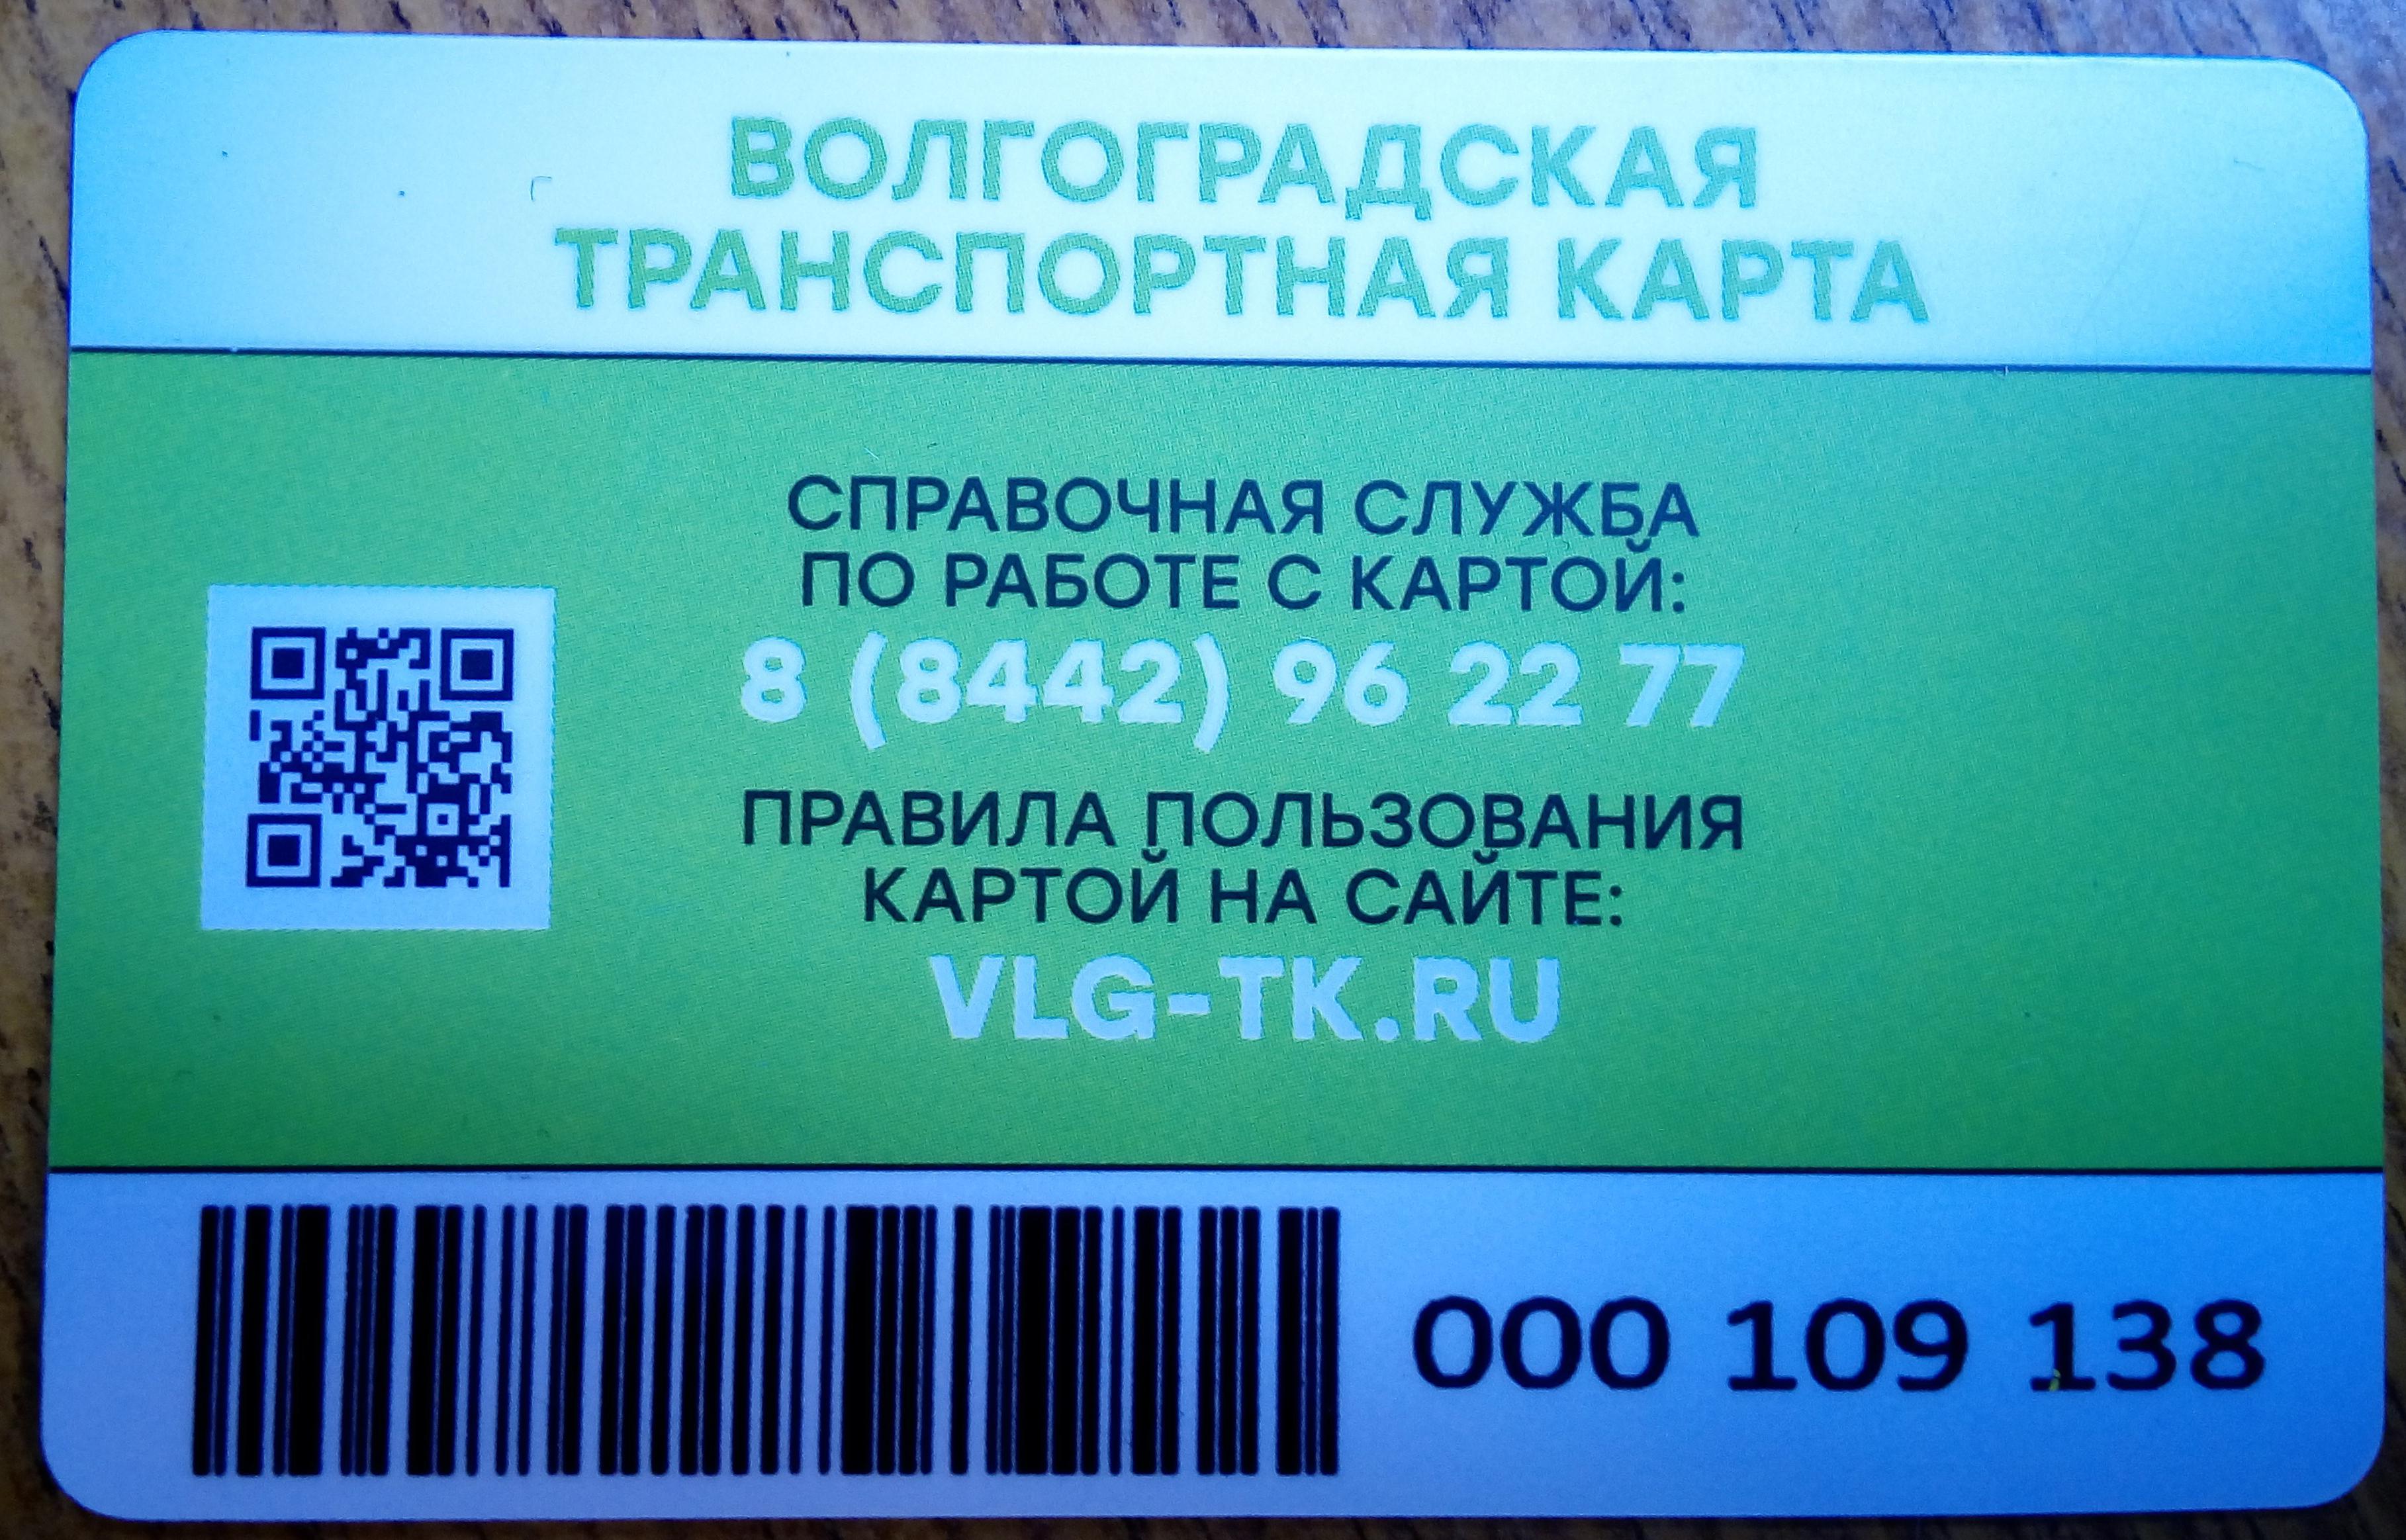 ВОЛГОГРАДСКАЯ
ТРАНСПОРТНАЯ КАРТА
СПРАВОЧНАЯ СЛУЖБА
ПО РАБОТЕ С КАРТОЙ:
8 (8442) 96 22 77
ПРАВИЛА ПОЛЬЗОВАНИЯ
КАРТОЙ НА САЙТЕ:
VLG-TK.RU
000 109 138